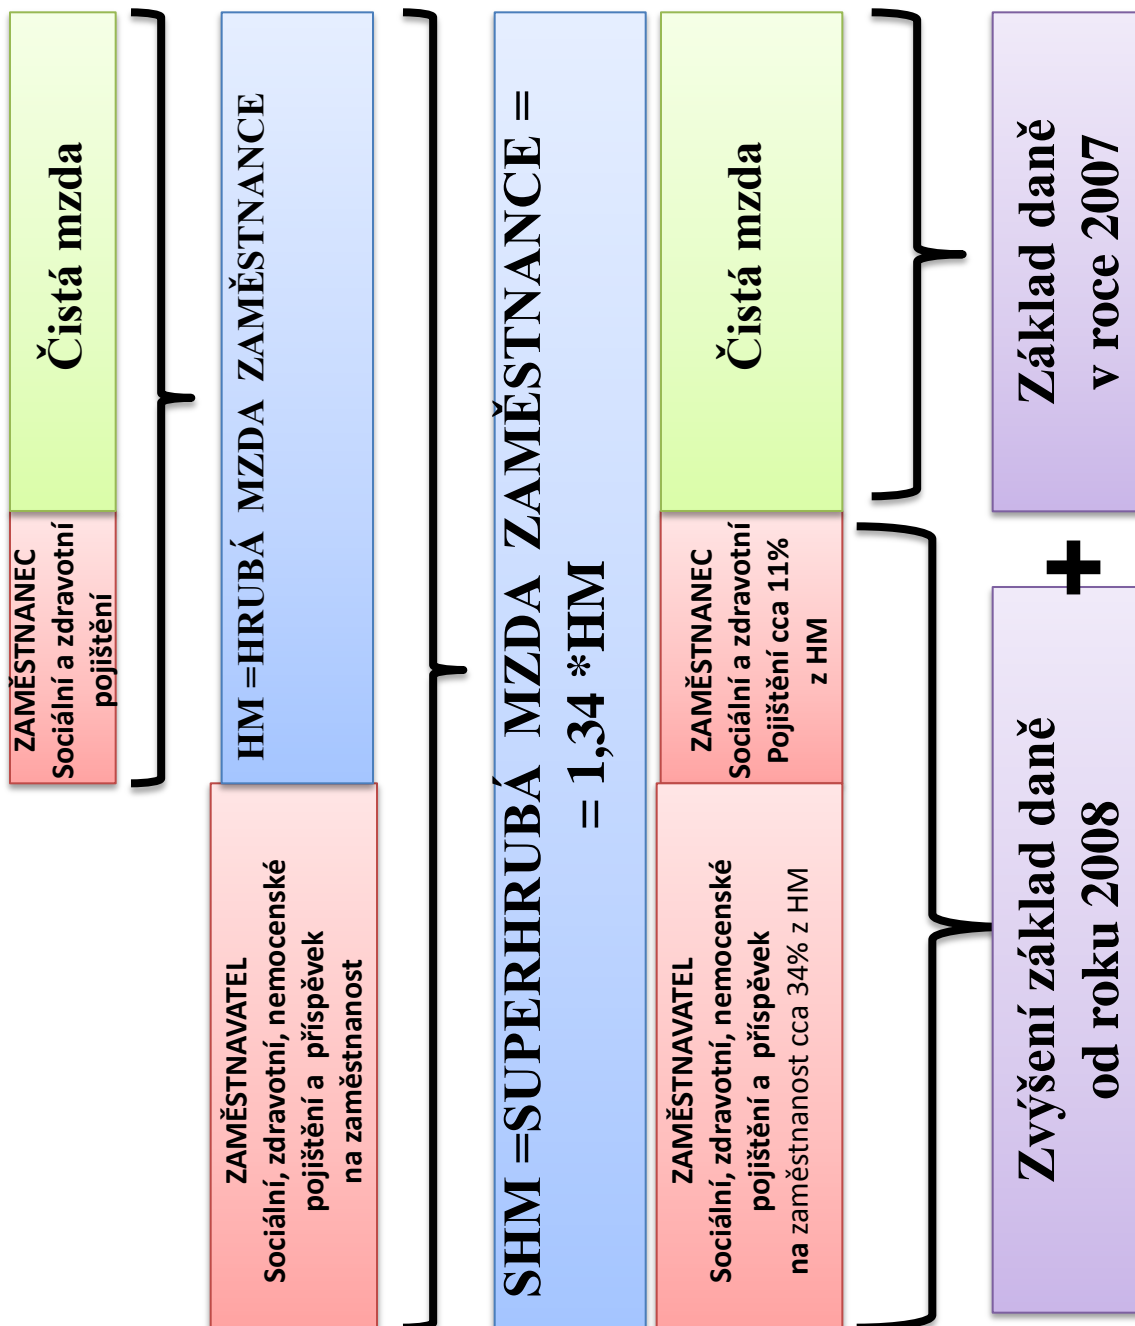 ZAMĚSTNANEC
Sociální a zdravotní
pojištění
Čistá mzda
ZAMĚSTNAVATEL
Sociální, zdravotní, nemocenské
pojištění a příspěvek
na zaměstnanost
HM =HRUBÁ MZDA ZAMĚSTNANCE
SHM =SUPERHRUBÁ MZDA ZAMĚSTNANCE =
= 1,34 *HM
ZAMĚSTNAVATEL
Sociální, zdravotní, nemocenské
pojištění a příspěvek
na zaměstnanost cca 34% z HM
ZAMĚSTNANEC
Sociální a zdravotní
Pojištění cca 11%
z HM
Čistá mzda
Zvýšení základ daně
od roku 2008
+
Základ daně
v roce 2007